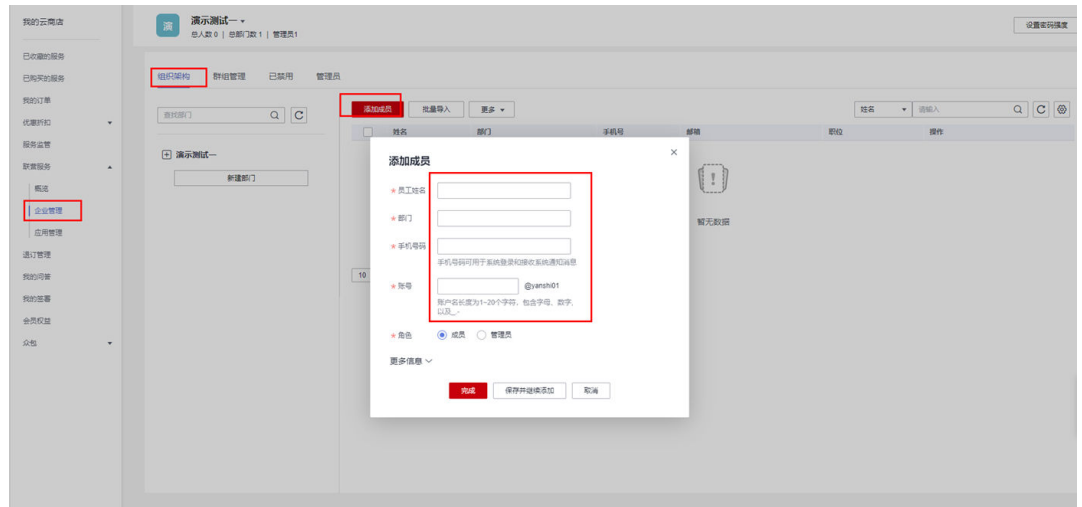 我的云商店
已收藏的服务
已购买的服务
我的订单
优惠折扣
服务监管
联营服务
概览
企业管理
应用管理
退订管理
我的问答
我的签署
会员权益
众包
演
演示测试一
总人数 0 | 总部门数 1 | 管理员1
设置密码强度
组织架构 群组管理 已禁用 管理员
查找部门
演示测试一
新建部门
添加成员 批量导入 更多 姓名 请输入
姓名 部门 手机号 邮箱 职位 操作
暂无数据
10
添加成员
* 员工姓名
* 部门
* 手机号码
手机号码可用于系统登录和接收系统通知消息
* 账号 @yanshi01
账户名长度为1~20个字符，包含字母、数字、
以及_.-
* 角色 成员 管理员
更多信息
完成 保存并继续添加 取消